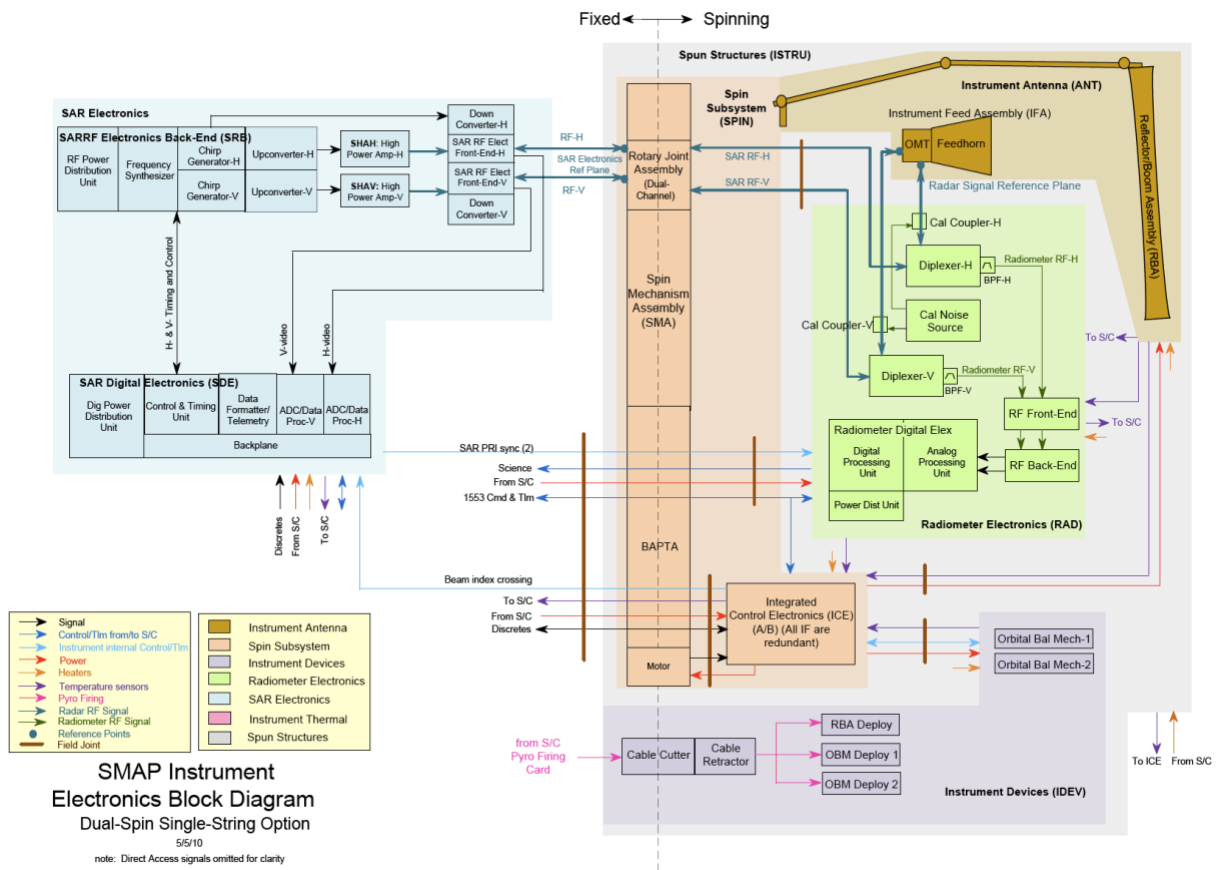 Fixed
Spinning
Spun Structures (ISTRU)
Spin
Subsystem
(SPIN)
Instrument Antenna (ANT)
Instrument Feed Assembly (IFA)
OMT
Feedhorn
Reflector/Boom Assembly (RBA)
Radar Signal Reference Plane
SAR Electronics
SARRF Electronics Back-End (SRB)
RF Power
Distribution
Unit
Frequency
Synthesizer
Chirp
Generator-H
Chirp
Generator-V
Upconverter-H
Upconverter-V
SHAH: High
Power Amp-H
SHAV: High
Power Amp-V
Down
Converter-H
SAR RF Elect
Front-End-H
SAR RF Elect
Front-End-V
Down
Converter-V
RF-H
SAR Electronics
Ref Plane
RF-V
Rotary Joint
Assembly
(Dual-
Channel)
SAR RF-H
SAR RF-V
Spin
Mechanism
Assembly
(SMA)
BAPTA
Motor
Cal Coupler-H
Diplexer-H
BPF-H
Radiometer RF-H
Cal Noise
Source
Cal Coupler-V
Diplexer-V
BPF-V
Radiometer RF-V
To S/C
RF Front-End
To S/C
RF Back-End
Radiometer Digital Elex
Digital
Processing
Unit
Analog
Processing
Unit
Power Dist Unit
Radiometer Electronics (RAD)
H- & V- Timing and Control
V-video
H-video
SAR Digital Electronics (SDE)
Dig Power
Distribution
Unit
Control & Timing
Unit
Data
Formatter/
Telemetry
ADC/Data
Proc-V
ADC/Data
Proc-H
Backplane
Discretes
From S/C
To S/C
SAR PRI sync (2)
Science
From S/C
1553 Cmd & Tlm
Beam index crossing
To S/C
From S/C
Discretes
Integrated
Control Electronics (ICE)
(A/B) (All IF are
redundant)
Orbital Bal Mech-1
Orbital Bal Mech-2
from S/C
Pyro Firing
Card
Cable Cutter
Cable
Retractor
RBA Deploy
OBM Deploy 1
OBM Deploy 2
Instrument Devices (IDEV)
To ICE
From S/C
Signal
Control/Tlm from/to S/C
Instrument internal Control/Tlm
Power
Heaters
Temperature sensors
Pyro Firing
Radar RF Signal
Radiometer RF Signal
Reference Points
Field Joint
Instrument Antenna
Spin Subsystem
Instrument Devices
Radiometer Electronics
SAR Electronics
Instrument Thermal
Spun Structures
SMAP Instrument
Electronics Block Diagram
Dual-Spin Single-String Option
5/5/10
note: Direct Access signals omitted for clarity